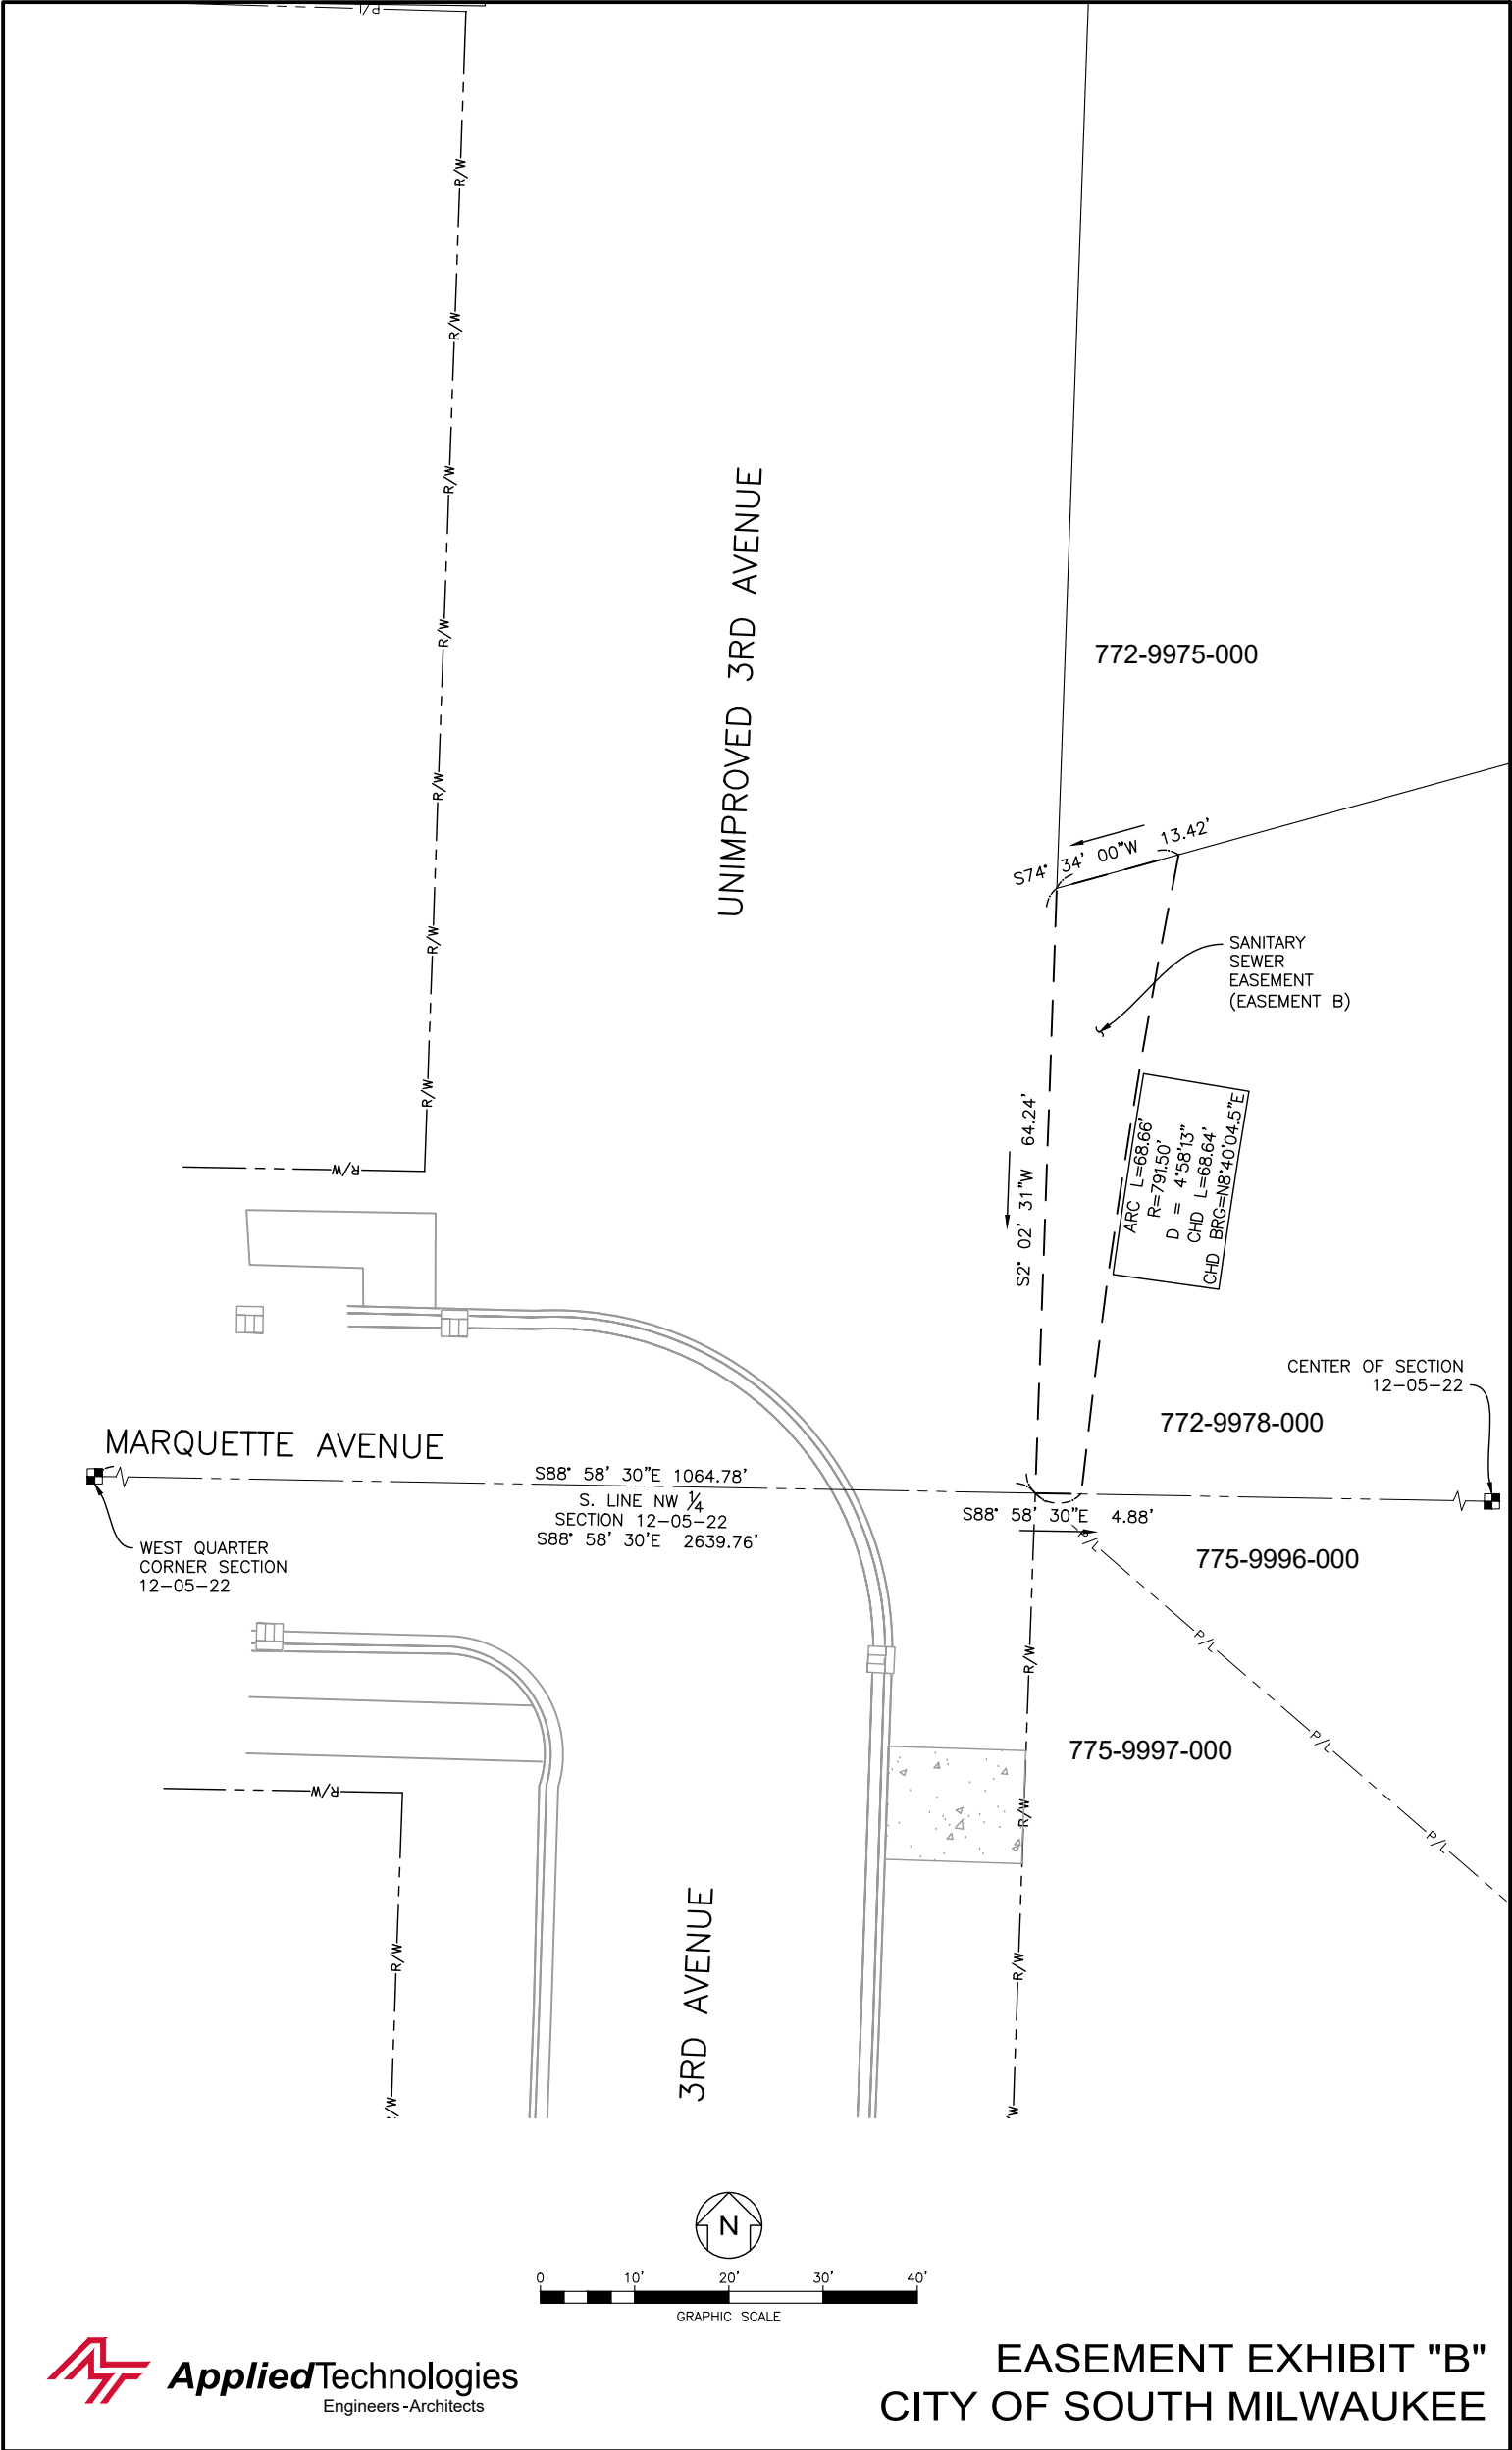 P/L
R/W
R/W
R/W
R/W
R/W
R/W
R/W
R/W
UNIMPROVED 3RD AVENUE
772-9975-000
S74° 34' 00"W 13.42'
SANITARY
SEWER
EASEMENT
(EASEMENT B)
S2° 02' 31"W 64.24'
ARC L=68.66'
R=791.50'
D = 4°58'13"
CHD L=68.64'
CHD BRG=N8°40'04.5"E
CENTER OF SECTION
12-05-22
772-9978-000
MARQUETTE AVENUE
S88° 58' 30"E 1064.78'
S. LINE NW 1/4
SECTION 12-05-22
S88° 58' 30'E 2639.76'
S88° 58' 30"E 4.88'
WEST QUARTER
CORNER SECTION
12-05-22
775-9996-000
P/L
P/L
P/L
P/L
R/W
775-9997-000
R/W
R/W
R/W
R/W
3RD AVENUE
/W
W
N
0 10' 20' 30' 40'
GRAPHIC SCALE
AppliedTechnologies
Engineers-Architects
EASEMENT EXHIBIT "B"
CITY OF SOUTH MILWAUKEE